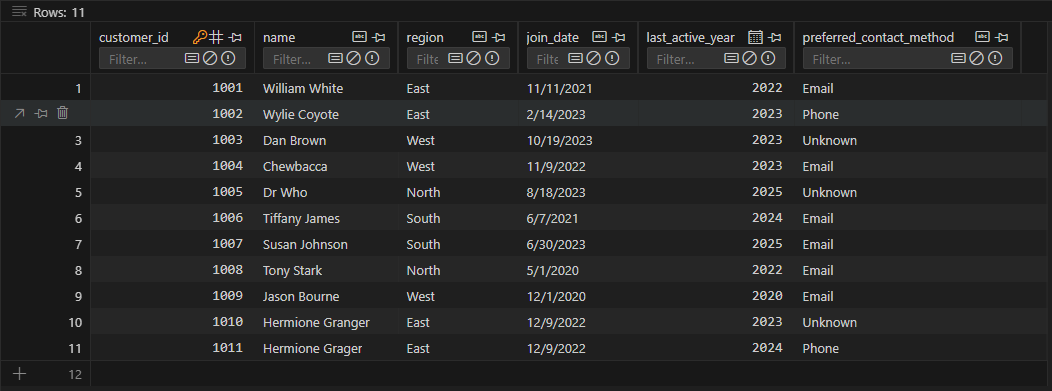 Rows: 11
customer_id name region join_date last_active_year preferred_contact_method
Filter... Filter... Filte Filte Filter... Filter...
1 1001 William White East 11/11/2021 2022 Email
1002 Wylie Coyote East 2/14/2023 2023 Phone
3 1003 Dan Brown West 10/19/2023 2023 Unknown
4 1004 Chewbacca West 11/9/2022 2023 Email
5 1005 Dr Who North 8/18/2023 2025 Unknown
6 1006 Tiffany James South 6/7/2021 2024 Email
7 1007 Susan Johnson South 6/30/2023 2025 Email
8 1008 Tony Stark North 5/1/2020 2022 Email
9 1009 Jason Bourne West 12/1/2020 2020 Email
10 1010 Hermione Granger East 12/9/2022 2023 Unknown
11 1011 Hermione Grager East 12/9/2022 2024 Phone
12